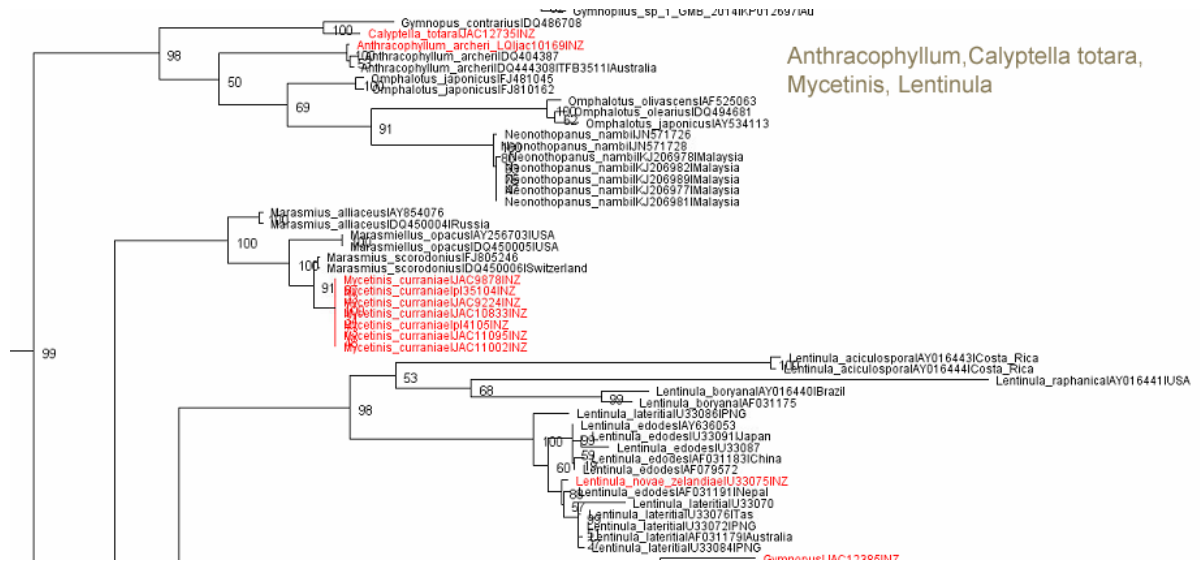 Gymnopilus_sp_1_GMB_2014|KP012697|Au
Gymnopus_contrarius|DQ486708
100
Calyptella_totara|JAC12735|NZ
98
Anthracophyllum,Calyptella totara,
Mycetinis, Lentinula
Anthracophyllum_archeri_LQ|jac10169|NZ
100
Anthracophyllum_archeri|DQ404387
Anthracophyllum_archeri|DQ444308|TFB3511|Australia
50
Omphalotus_japonicus|FJ481045
100
Omphalotus_japonicus|FJ810162
69
Omphalotus_olivascens|AF525063
100
Omphalotus_olearius|DQ494681
62
Omphalotus_japonicus|AY534113
91
Neonothopanus_nambi|JN571726
Neonothopanus_nambi|JN571728
Neonothopanus_nambi|KJ206978|Malaysia
Neonothopanus_nambi|KJ206982|Malaysia
Neonothopanus_nambi|KJ206989|Malaysia
Neonothopanus_nambi|KJ206977|Malaysia
Neonothopanus_nambi|KJ206981|Malaysia
Marasmius_alliaceus|AY854076
100
Marasmius_alliaceus|DQ450004|Russia
100
Marasmiellus_opacus|AY256703|USA
100
Marasmiellus_opacus|DQ450005|USA
Marasmius_scorodonius|FJ805246
100
Marasmius_scorodonius|DQ450006|Switzerland
91
Mycetinis_curraniae|JAC9878|NZ
Mycetinis_curraniae|pl35104|NZ
Mycetinis_curraniae|JAC9224|NZ
Mycetinis_curraniae|JAC10833|NZ
Mycetinis_curraniae|pl4105|NZ
Mycetinis_curraniae|JAC11095|NZ
Mycetinis_curraniae|JAC11002|NZ
99
Lentinula_aciculospora|AY016443|Costa_Rica
100
Lentinula_aciculospora|AY016444|Costa_Rica
53
Lentinula_raphanica|AY016441|USA
68
Lentinula_boryana|AY016440|Brazil
99
Lentinula_boryana|AF031175
98
Lentinula_lateritia|U33086|PNG
Lentinula_edodes|AY636053
100
Lentinula_edodes|U33091|Japan
Lentinula_edodes|U33087
Lentinula_edodes|AF031183|China
60
Lentinula_edodes|AF079572
Lentinula_novae_zelandiae|U33075|NZ
Lentinula_edodes|AF031191|Nepal
57
Lentinula_lateritia|U33070
Lentinula_lateritia|U33076|Tas
Lentinula_lateritia|U33072|PNG
Lentinula_lateritia|AF031179|Australia
Lentinula_lateritia|U33084|PNG
Gymnopus|JAC12385|NZ